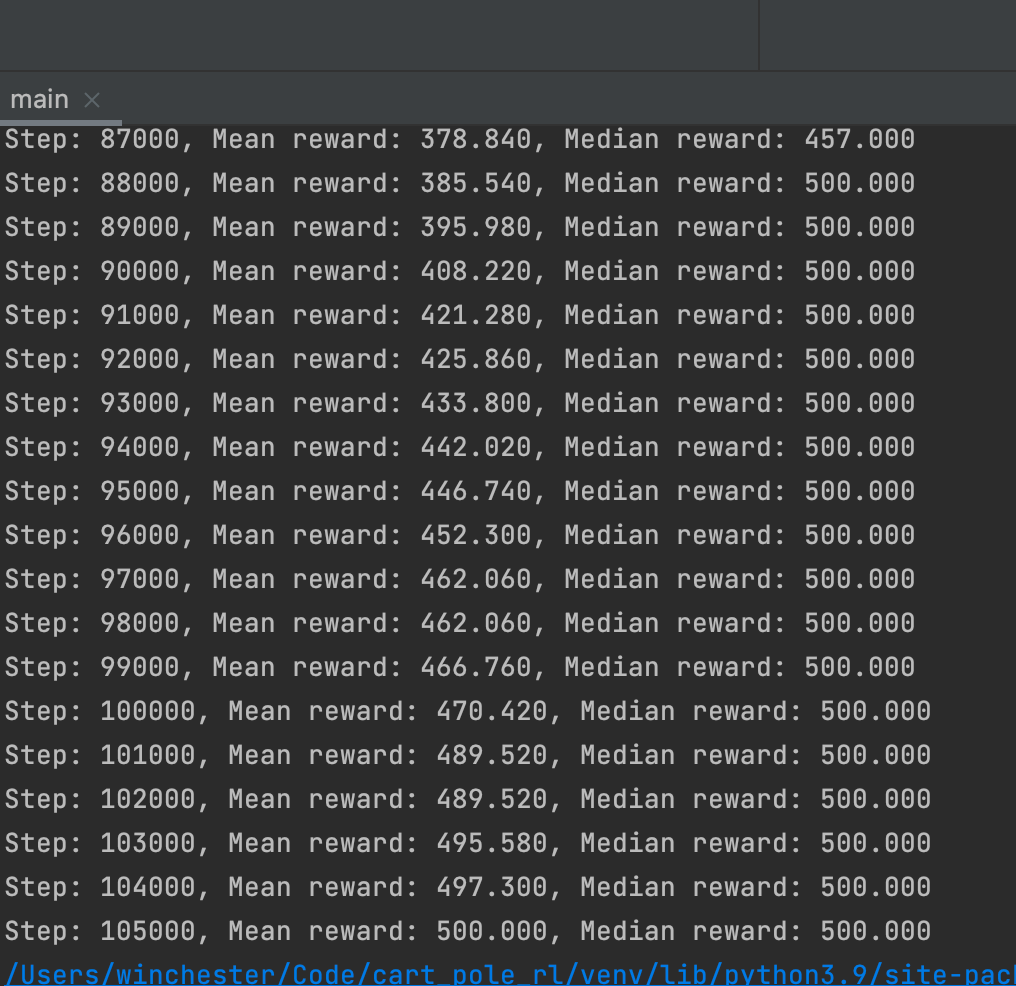 main
Step: 87000, Mean reward: 378.840, Median reward: 457.000
Step: 88000, Mean reward: 385.540, Median reward: 500.000
Step: 89000, Mean reward: 395.980, Median reward: 500.000
Step: 90000, Mean reward: 408.220, Median reward: 500.000
Step: 91000, Mean reward: 421.280, Median reward: 500.000
Step: 92000, Mean reward: 425.860, Median reward: 500.000
Step: 93000, Mean reward: 433.800, Median reward: 500.000
Step: 94000, Mean reward: 442.020, Median reward: 500.000
Step: 95000, Mean reward: 446.740, Median reward: 500.000
Step: 96000, Mean reward: 452.300, Median reward: 500.000
Step: 97000, Mean reward: 462.060, Median reward: 500.000
Step: 98000, Mean reward: 462.060, Median reward: 500.000
Step: 99000, Mean reward: 466.760, Median reward: 500.000
Step: 100000, Mean reward: 470.420, Median reward: 500.000
Step: 101000, Mean reward: 489.520, Median reward: 500.000
Step: 102000, Mean reward: 489.520, Median reward: 500.000
Step: 103000, Mean reward: 495.580, Median reward: 500.000
Step: 104000, Mean reward: 497.300, Median reward: 500.000
Step: 105000, Mean reward: 500.000, Median reward: 500.000
/Users/winchester/Code/cart_pole_rl/venv/lib/python3.9/site-pac